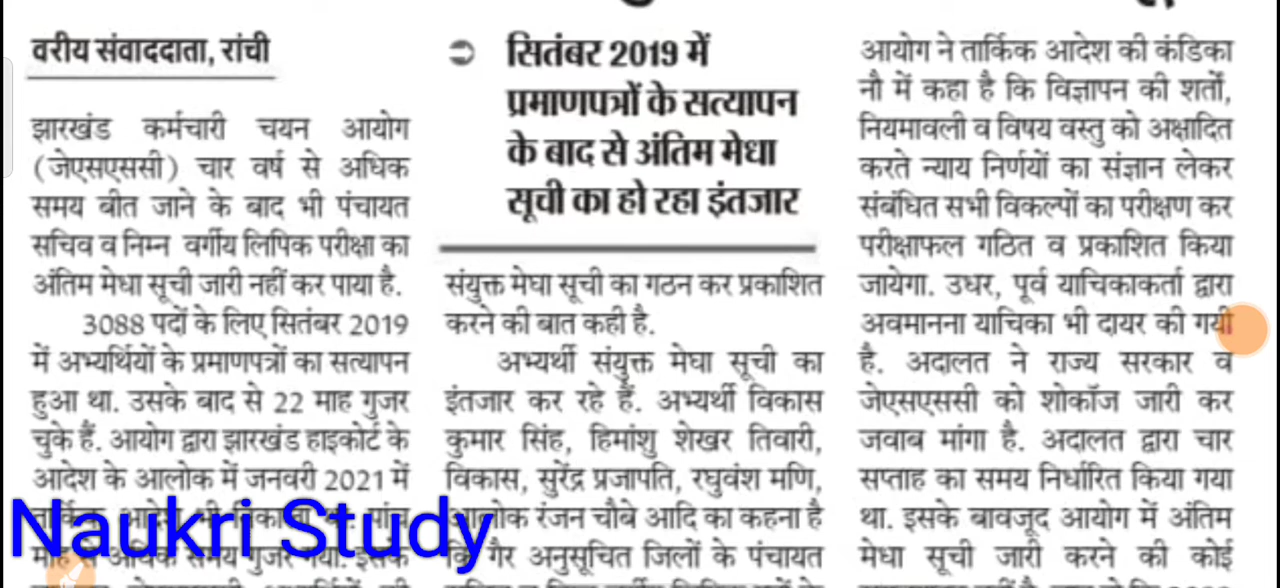 वरीय संवाददाता, रांची
झारखंड कर्मचारी चयन आयोग
(जेएसएससी) चार वर्ष से अधिक
समय बीत जाने के बाद भी पंचायत
सचिव व निम्न वर्गीय लिपिक परीक्षा का
अंतिम मेधा सूची जारी नहीं कर पाया है.
3088 पदों के लिए सितंबर 2019
में अभ्यर्थियों के प्रमाणपत्रों का सत्यापन
हुआ था. उसके बाद से 22 माह गुजर
चुके हैं. आयोग द्वारा झारखंड हाइकोर्ट के
आदेश के आलोक में जनवरी 2021 में
Naukri Study
सितंबर 2019 में
प्रमाणपत्रों के सत्यापन
के बाद से अंतिम मेधा
सूची का हो रहा इंतजार
संयुक्त मेघा सूची का गठन कर प्रकाशित
करने की बात कही है.
अभ्यर्थी संयुक्त मेघा सूची का
इंतजार कर रहे हैं. अभ्यर्थी विकास
कुमार सिंह, हिमांशु शेखर तिवारी,
विकास, सुरेंद्र प्रजापति, रघुवंश मणि,
रंजन चौबे आदि का कहना है
कि गैर अनुसूचित जिलों के पंचायत
आयोग ने तार्किक आदेश की कंडिका
नौ में कहा है कि विज्ञापन की शर्तों,
नियमावली व विषय वस्तु को अक्षादित
करते न्याय निर्णयों का संज्ञान लेकर
संबंधित सभी विकल्पों का परीक्षण कर
परीक्षाफल गठित व प्रकाशित किया
जायेगा. उधर, पूर्व याचिकाकर्ता द्वारा
अवमानना याचिका भी दायर की गयी
है. अदालत ने राज्य सरकार व
जेएसएससी को शोकॉज जारी कर
जवाब मांगा है. अदालत द्वारा चार
सप्ताह का समय निर्धारित किया गया
था. इसके बावजूद आयोग में अंतिम
मेधा सूची जारी करने की कोई